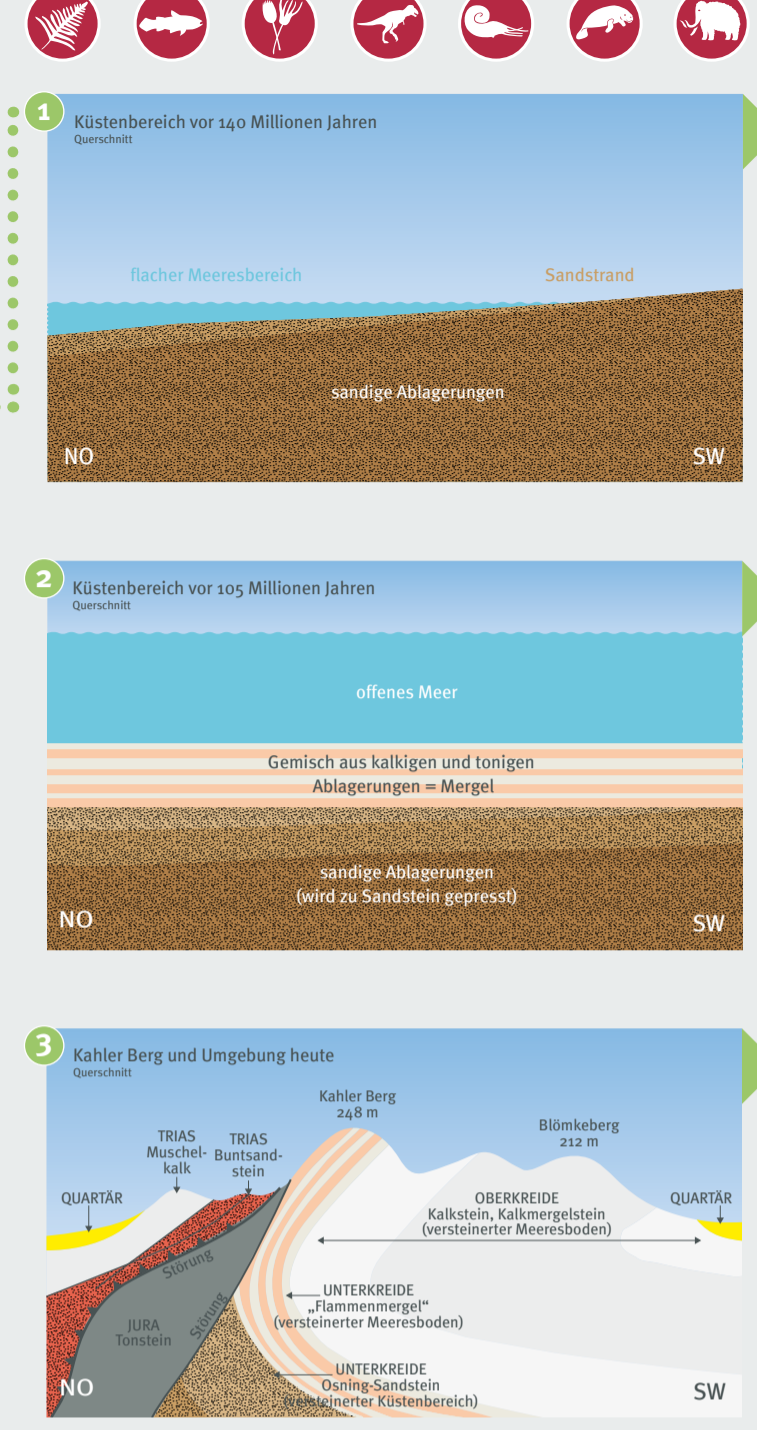 1
Küstenbereich vor 140 Millionen Jahren
Querschnitt
flacher Meeresbereich
Sandstrand
sandige Ablagerungen
NO
SW
2
Küstenbereich vor 105 Millionen Jahren
Querschnitt
offenes Meer
Gemisch aus kalkigen und tonigen
Ablagerungen = Mergel
sandige Ablagerungen
(wird zu Sandstein gepresst)
NO
SW
3
Kahler Berg und Umgebung heute
Querschnitt
Kahler Berg
248 m
Blömkeberg
212 m
TRIAS
Muschel-
kalk
TRIAS
Buntsand-
stein
QUARTÄR
OBERKREIDE
Kalkstein, Kalkmergelstein
(versteinerter Meeresboden)
QUARTÄR
Störung
Störung
JURA
Tonstein
UNTERKREIDE
„Flammenmergel“
(versteinerter Meeresboden)
UNTERKREIDE
Osning-Sandstein
(versteinerter Küstenbereich)
NO
SW